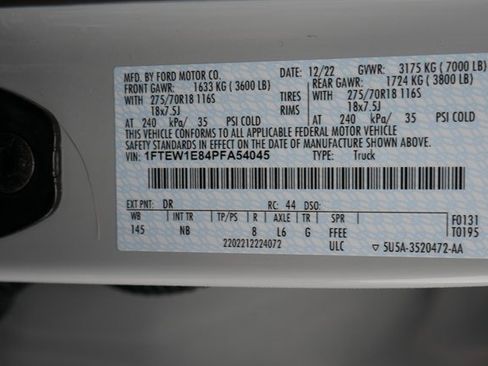 MFD. BY FORD MOTOR CO. DATE: 12/22 GVWR: 3175 KG ( 7000 LB)
FRONT GAWR: 1633 KG ( 3600 LB) REAR GAWR: 1724 KG ( 3800 LB)
WITH 275/70R18 116S TIRES WITH 275/70R18 116S
18x7.5J RIMS 18x7.5J
AT 240 kPa/ 35 PSI COLD AT 240 kPa/ 35 PSI COLD
THIS VEHICLE CONFORMS TO ALL APPLICABLE FEDERAL MOTOR VEHICLE
SAFETY STANDARDS IN EFFECT ON THE DATE OF MANUFACTURE SHOWN ABOVE.
VIN: 1FTEW1E84PFA54045 TYPE: Truck
EXT PNT: DR RC: 44 DSO: F0131
WB INT TR TP/PS R AXLE TR SPR T0195
145 NB 8 L6 G FFEE
2202212224072 ULC 5U5A-3520472-AA